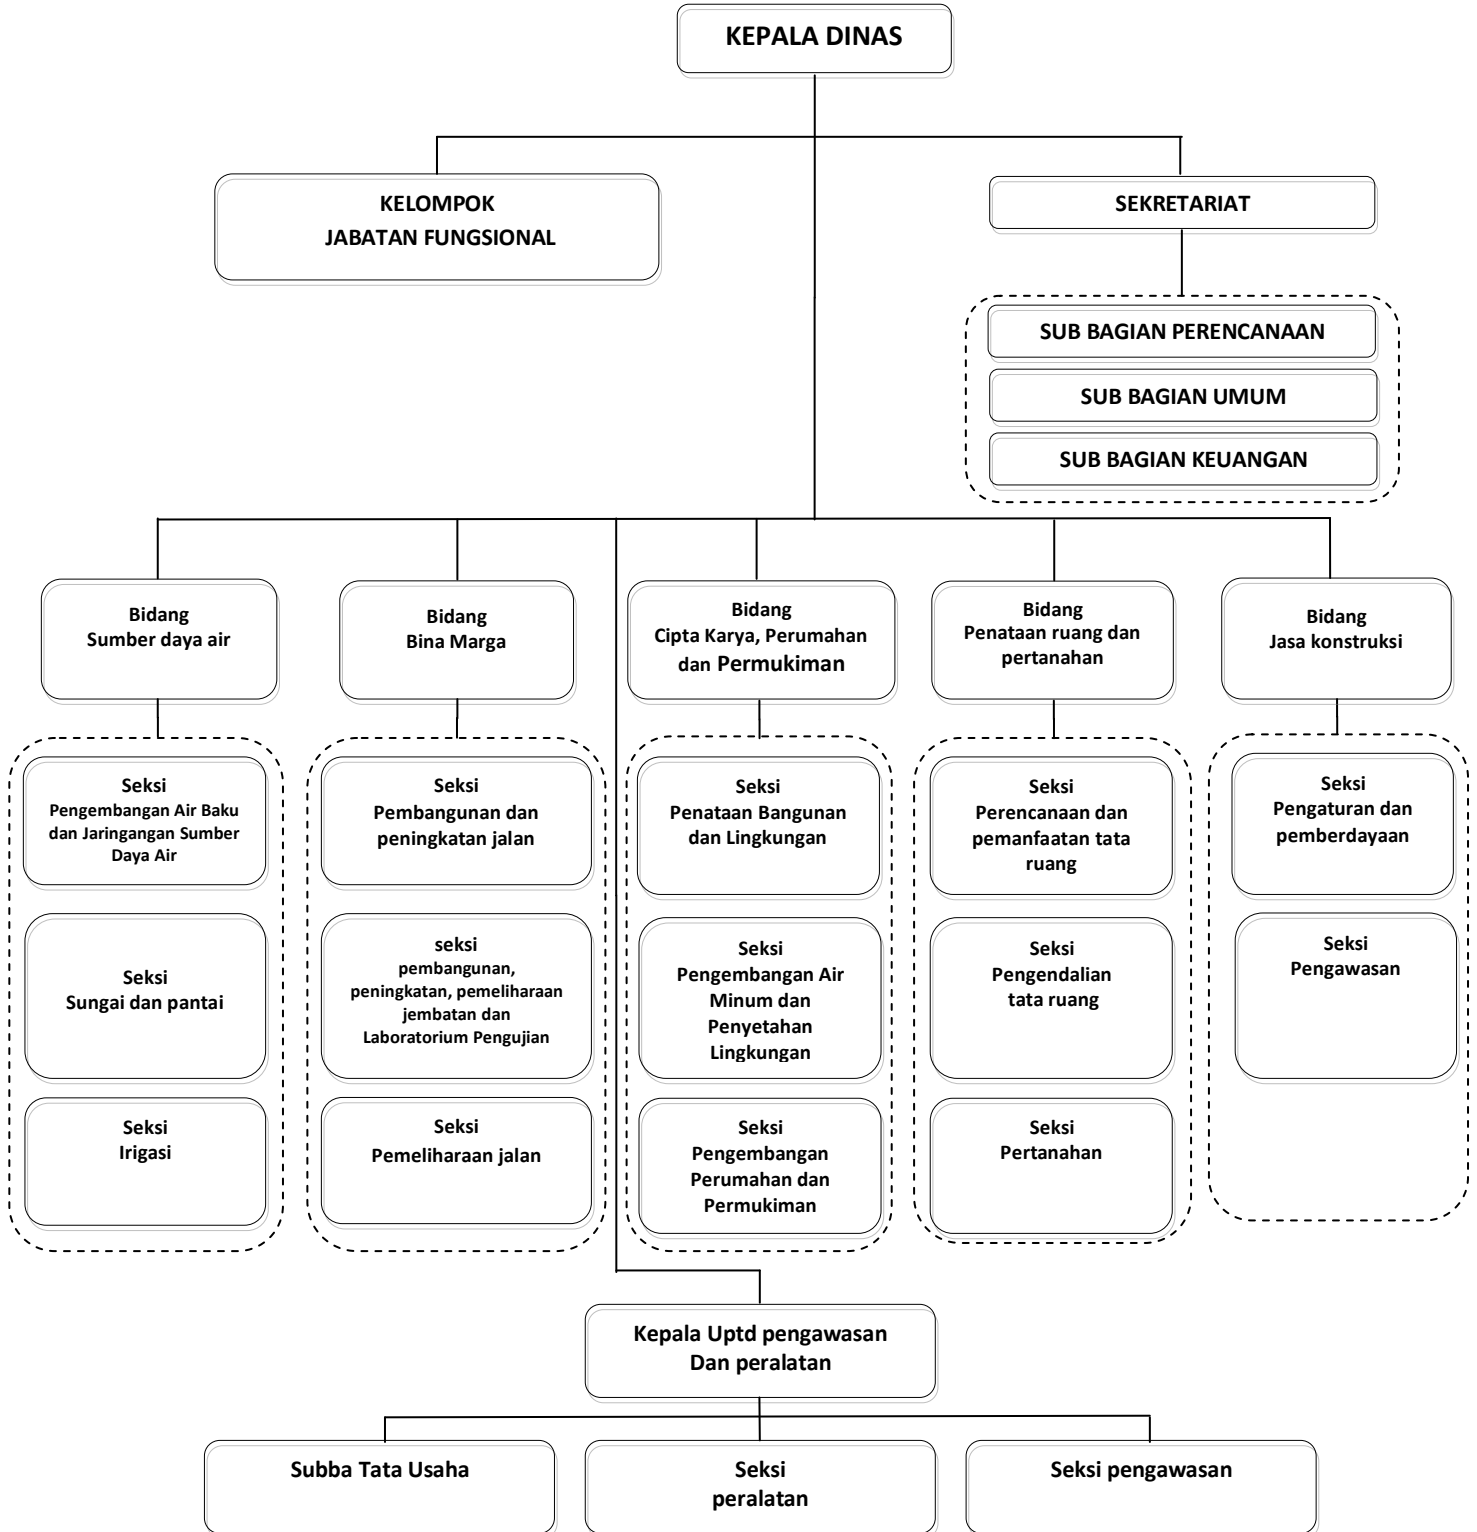 KEPALA DINAS
KELOMPOK
JABATAN FUNGSIONAL
SEKRETARIAT
SUB BAGIAN PERENCANAAN
SUB BAGIAN UMUM
SUB BAGIAN KEUANGAN
Bidang
Sumber daya air
Bidang
Bina Marga
Bidang
Cipta Karya, Perumahan
dan Permukiman
Bidang
Penataan ruang dan
pertanahan
Bidang
Jasa konstruksi
Seksi
Pengembangan Air Baku
dan Jaringangan Sumber
Daya Air
Seksi
Pembangunan dan
peningkatan jalan
Seksi
Penataan Bangunan
dan Lingkungan
Seksi
Perencanaan dan
pemanfaatan tata
ruang
Seksi
Pengaturan dan
pemberdayaan
Seksi
Sungai dan pantai
seksi
pembangunan,
peningkatan, pemeliharaan
jembatan dan
Laboratorium Pengujian
Seksi
Pengembangan Air
Minum dan
Penyetahan
Lingkungan
Seksi
Pengendalian
tata ruang
Seksi
Pengawasan
Seksi
Irigasi
Seksi
Pemeliharaan jalan
Seksi
Pengembangan
Perumahan dan
Permukiman
Seksi
Pertanahan
Kepala Uptd pengawasan
Dan peralatan
Subba Tata Usaha
Seksi
peralatan
Seksi pengawasan